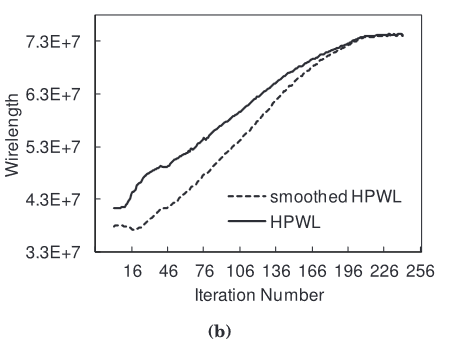 7.3E+7
6.3E+7
5.3E+7
4.3E+7
3.3E+7
Wirelength
smoothed HPWL
HPWL
16 46 76 106 136 166 196 226 256
Iteration Number
(b)